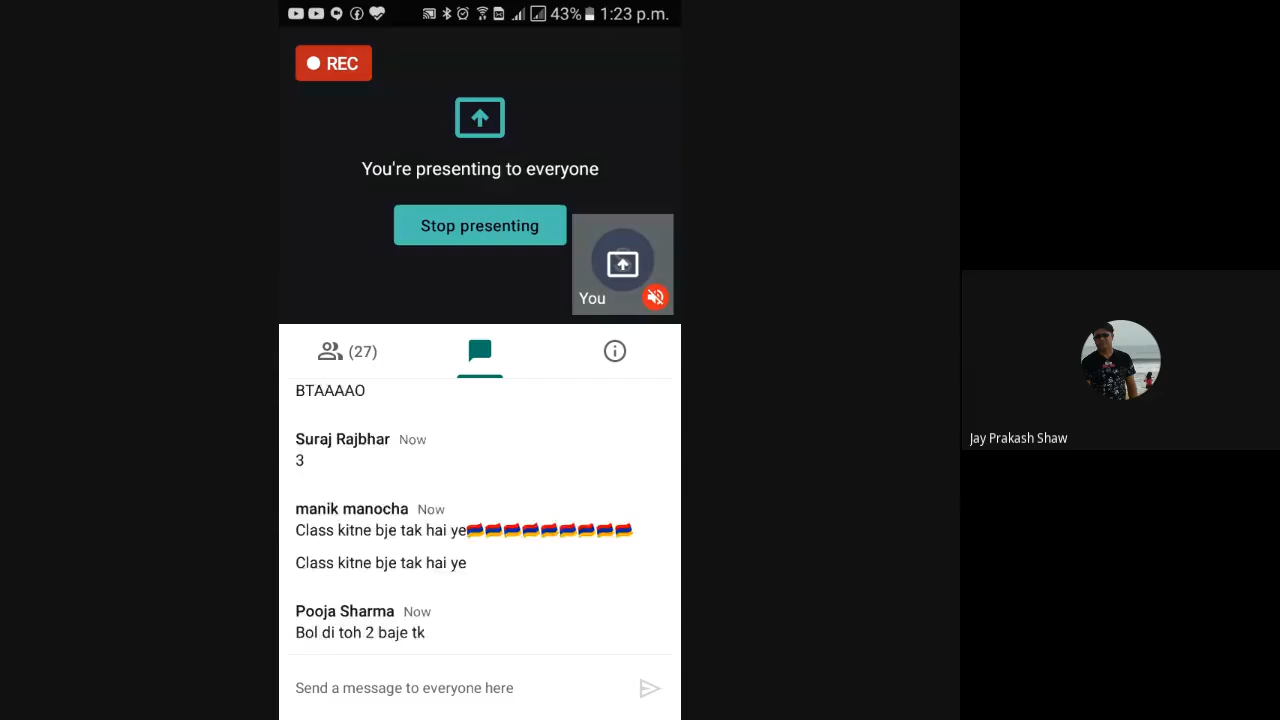 43% 1:23 p.m.
REC
You're presenting to everyone
Stop presenting
You
(27)
BTAAAAO
Suraj Rajbhar Now
3
manik manocha Now
Class kitne bje tak hai ye🇦🇲🇦🇲🇦🇲🇦🇲🇦🇲🇦🇲🇦🇲🇦🇲🇦🇲
Class kitne bje tak hai ye
Pooja Sharma Now
Bol di toh 2 baje tk
Send a message to everyone here
Jay Prakash Shaw